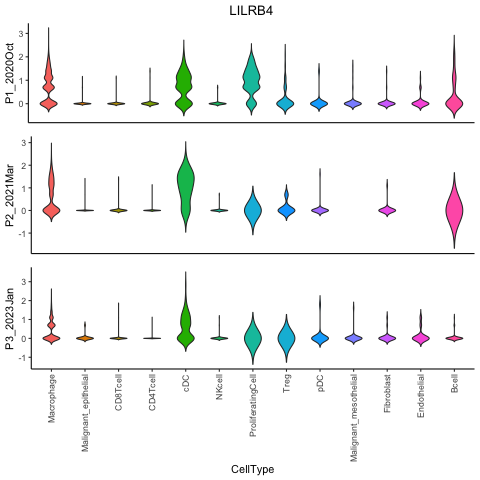 LILRB4
P1_2020Oct
3
2
1
0
P2_2021Mar
3
2
1
0
-1
P3_2023Jan
3
2
1
0
-1
Macrophage
Malignant_epithelial
CD8Tcell
CD4Tcell
cDC
NKcell
ProliferatingCell
Treg
pDC
Malignant_mesothelial
Fibroblast
Endothelial
Bcell
CellType